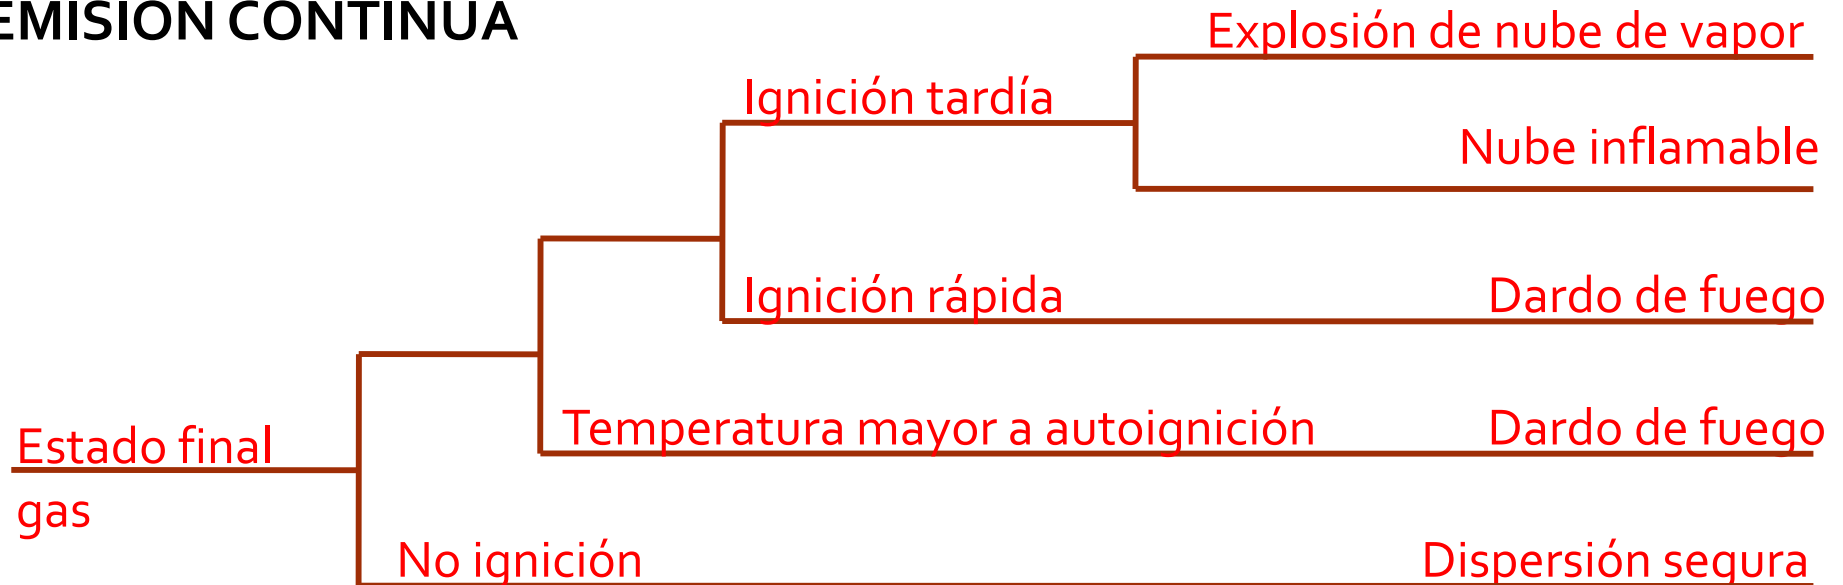 EMISION CONTINUA
Explosión de nube de vapor
Ignición tardía
Nube inflamable
Ignición rápida
Dardo de fuego
Temperatura mayor a autoignición
Dardo de fuego
Estado final
gas
No ignición
Dispersión segura